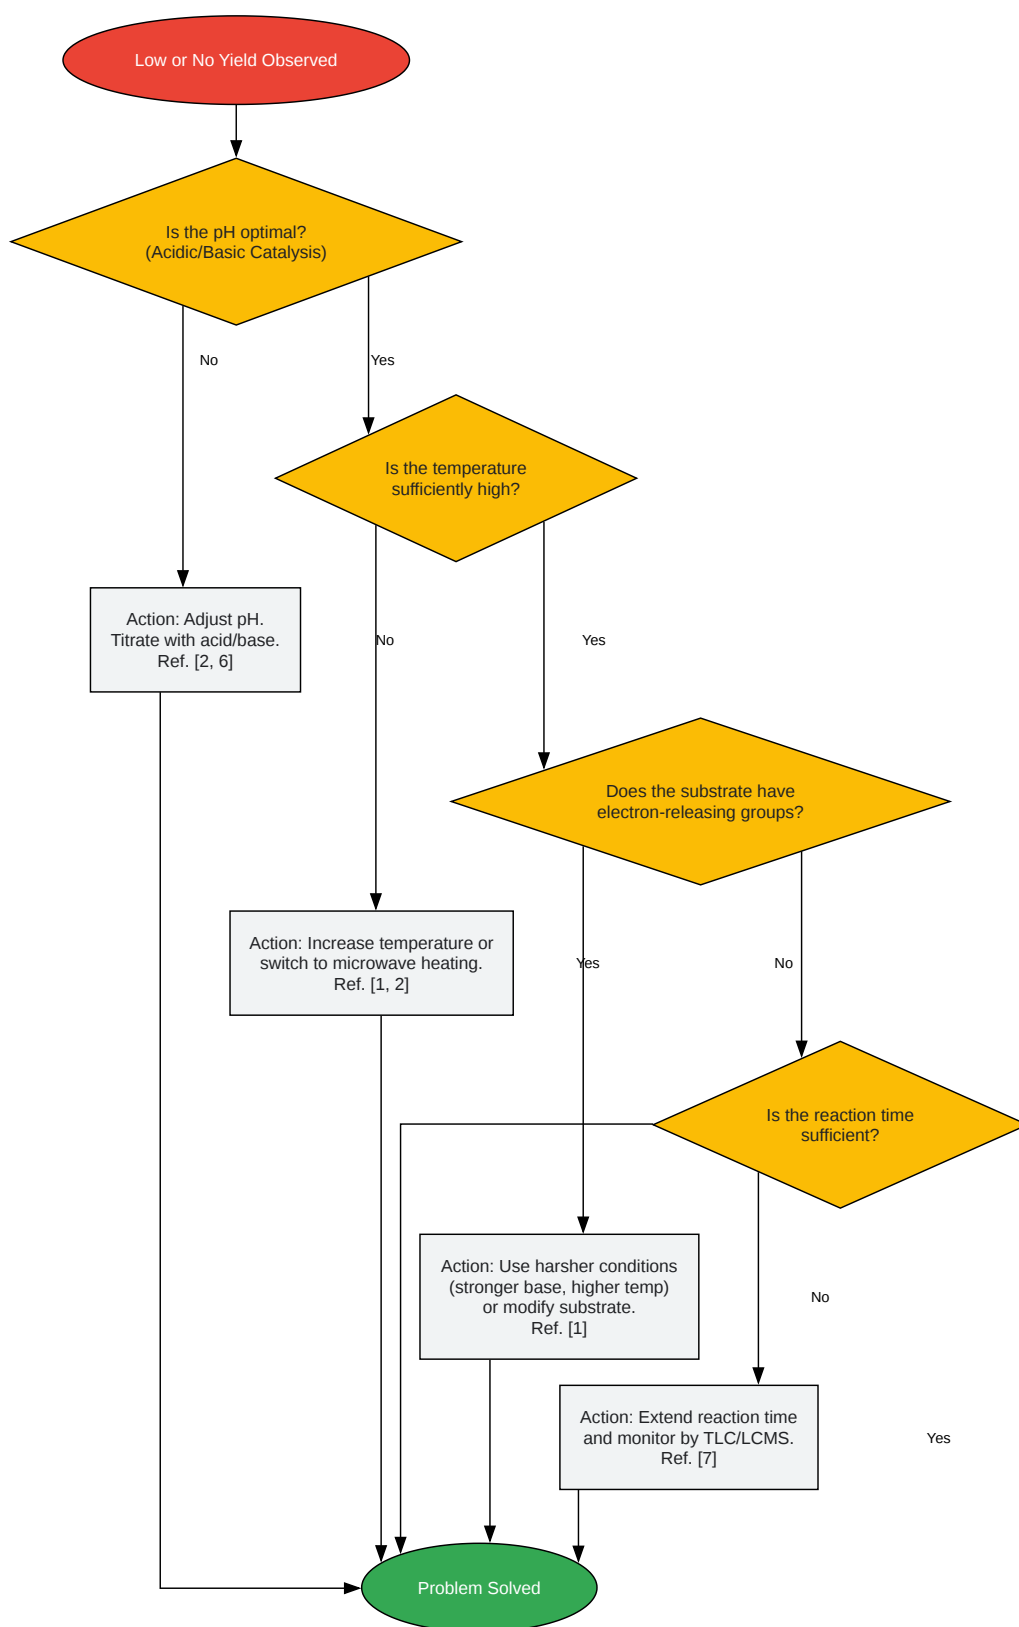 Low or No Yield Observed
Is the pH optimal?
(Acidic/Basic Catalysis)
No
Yes
Is the temperature
sufficiently high?
Action: Adjust pH.
Titrate with acid/base.
Ref. [2, 6]
No
Yes
Does the substrate have
electron-releasing groups?
Action: Increase temperature or
switch to microwave heating.
Ref. [1, 2]
Yes
No
Is the reaction time
sufficient?
Action: Use harsher conditions
(stronger base, higher temp)
or modify substrate.
Ref. [1]
No
Action: Extend reaction time
and monitor by TLC/LCMS.
Ref. [7]
Yes
Problem Solved